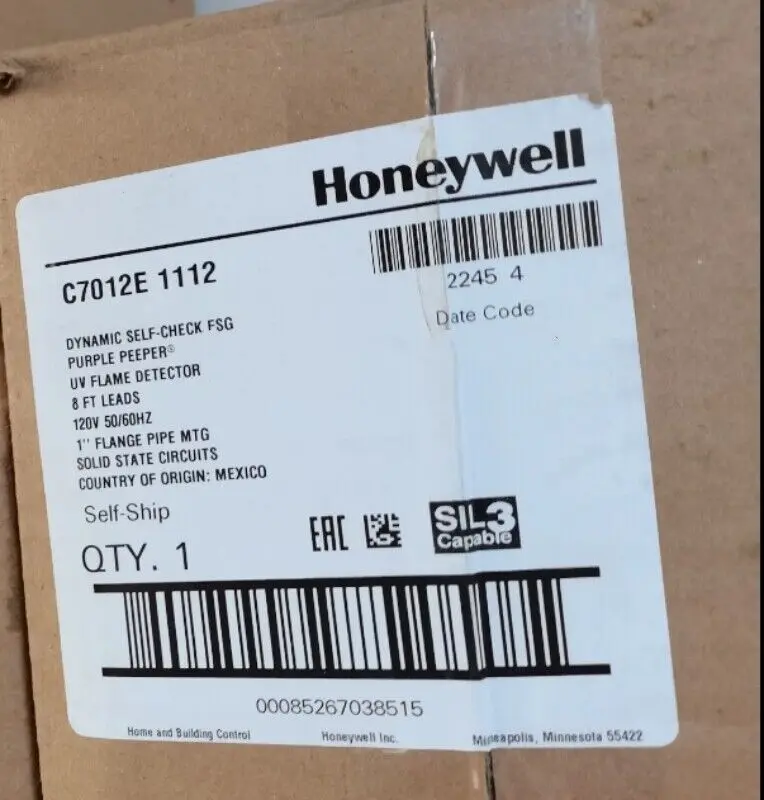 Honeywell
C7012E 1112
2245 4
Date Code
DYNAMIC SELF-CHECK FSG
PURPLE PEEPER®
UV FLAME DETECTOR
8 FT LEADS
120V 50/60HZ
1'' FLANGE PIPE MTG
SOLID STATE CIRCUITS
COUNTRY OF ORIGIN: MEXICO
Self-Ship
QTY. 1
EAC
SIL3
Capable
00085267038515
Home and Building Control Honeywell Inc. Minneapolis, Minnesota 55422